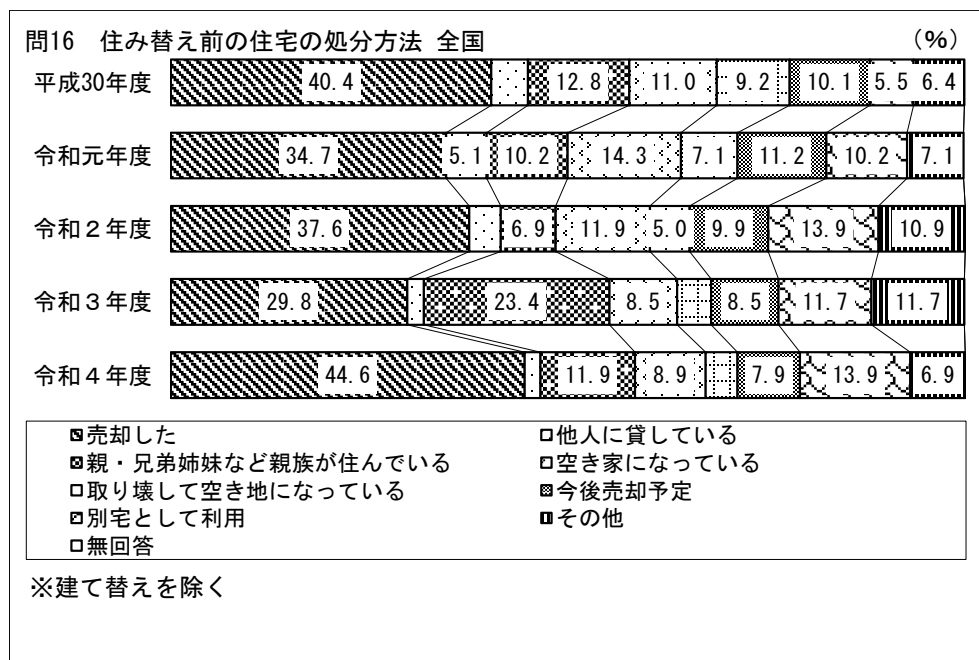 問16　住み替え前の住宅の処分方法 全国 (%)
平成30年度 40.4 12.8 11.0 9.2 10.1 5.5 6.4
令和元年度 34.7 5.1 10.2 14.3 7.1 11.2 10.2 7.1
令和２年度 37.6 6.9 11.9 5.0 9.9 13.9 10.9
令和３年度 29.8 23.4 8.5 8.5 11.7 11.7
令和４年度 44.6 11.9 8.9 7.9 13.9 6.9
売却した 他人に貸している
親・兄弟姉妹など親族が住んでいる 空き家になっている
取り壊して空き地になっている 今後売却予定
別宅として利用 その他
無回答
※建て替えを除く